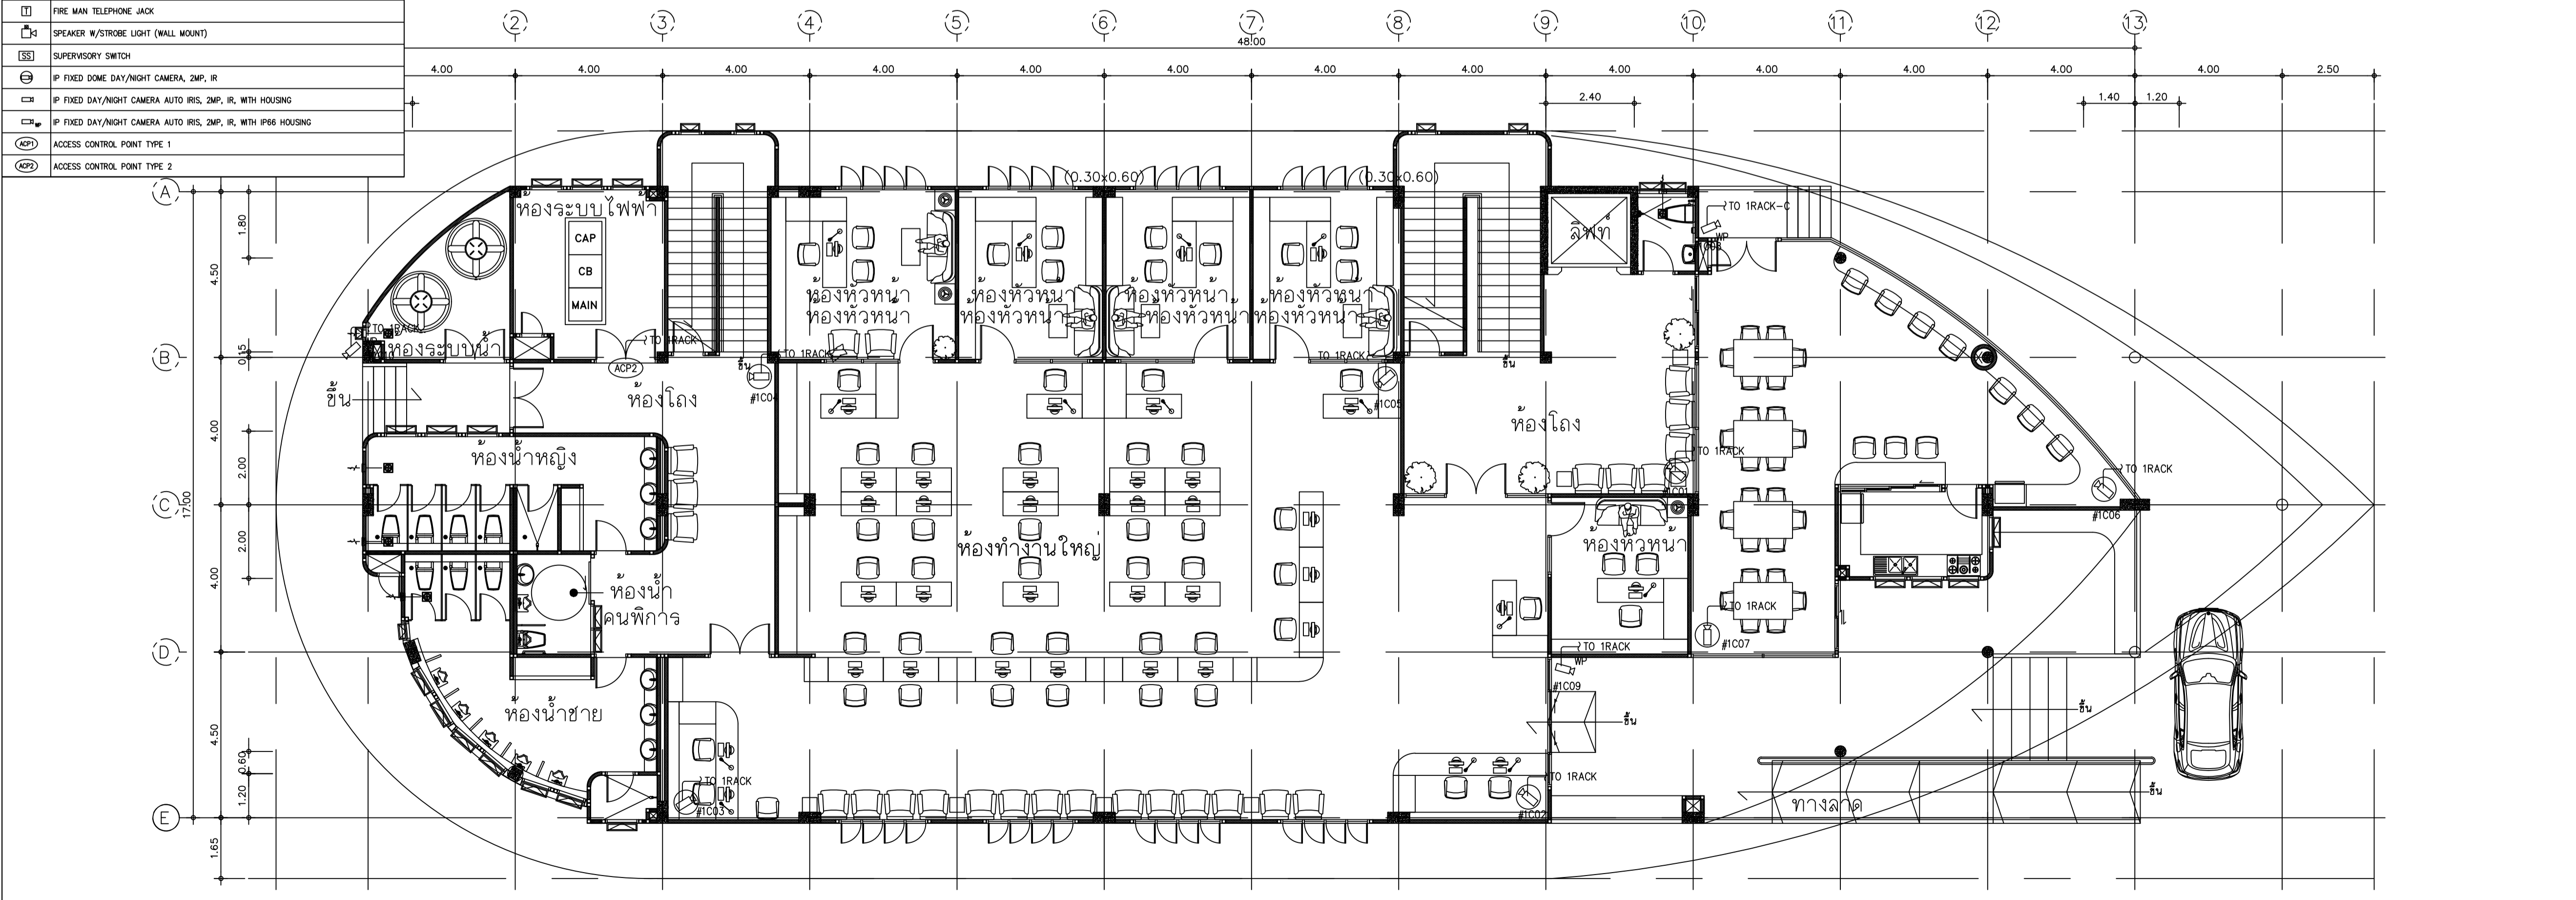 FIRE MAN TELEPHONE JACK
SPEAKER W/STROBE LIGHT (WALL MOUNT)
SS SUPERVISORY SWITCH
IP FIXED DOME DAY/NIGHT CAMERA, 2MP, IR
IP FIXED DAY/NIGHT CAMERA AUTO IRIS, 2MP, IR, WITH HOUSING
WP IP FIXED DAY/NIGHT CAMERA AUTO IRIS, 2MP, IR, WITH IP66 HOUSING
ACP1 ACCESS CONTROL POINT TYPE 1
ACP2 ACCESS CONTROL POINT TYPE 2
2 3 4 5 6 7 8 9 10 11 12 13
48.00
4.00 4.00 4.00 4.00 4.00 4.00 4.00 4.00 4.00 4.00 4.00 4.00 4.00 2.50
2.40 1.40 1.20
(0.30x0.60) (0.30x0.60)
A
B
C
D
E
1.80
4.50
0.15
4.00
2.00
17.00
2.00
4.00
4.50
0.60
1.20
1.65
ห้องระบบไฟฟ้า
CAP
CB
MAIN
ลิฟท์
TO 1RACK-C
WP
ห้องหัวหน้า ห้องหัวหน้า ห้องหัวหน้า ห้องหัวหน้า
ห้องหัวหน้า ห้องหัวหน้า ห้องหัวหน้า ห้องหัวหน้า
TO 1RACK
ห้องระบบน้ำ
TO 1RACK
TO 1RACK
TO 1RACK
ACP2
ขึ้น
ขึ้น
ขึ้น
ห้องโถง
#1C04
#1C05
ห้องโถง
ห้องน้ำหญิง
TO 1RACK
#1C01
TO 1RACK
#1C06
ห้องทำงานใหญ่
ห้องหัวหน้า
ห้องน้ำ
คนพิการ
TO 1RACK
#1C07
TO 1RACK
WP
#1C09
ห้องน้ำชาย
ขึ้น
ขึ้น
TO 1RACK
#1C03
TO 1RACK
#1C02
ทางลาด
ขึ้น